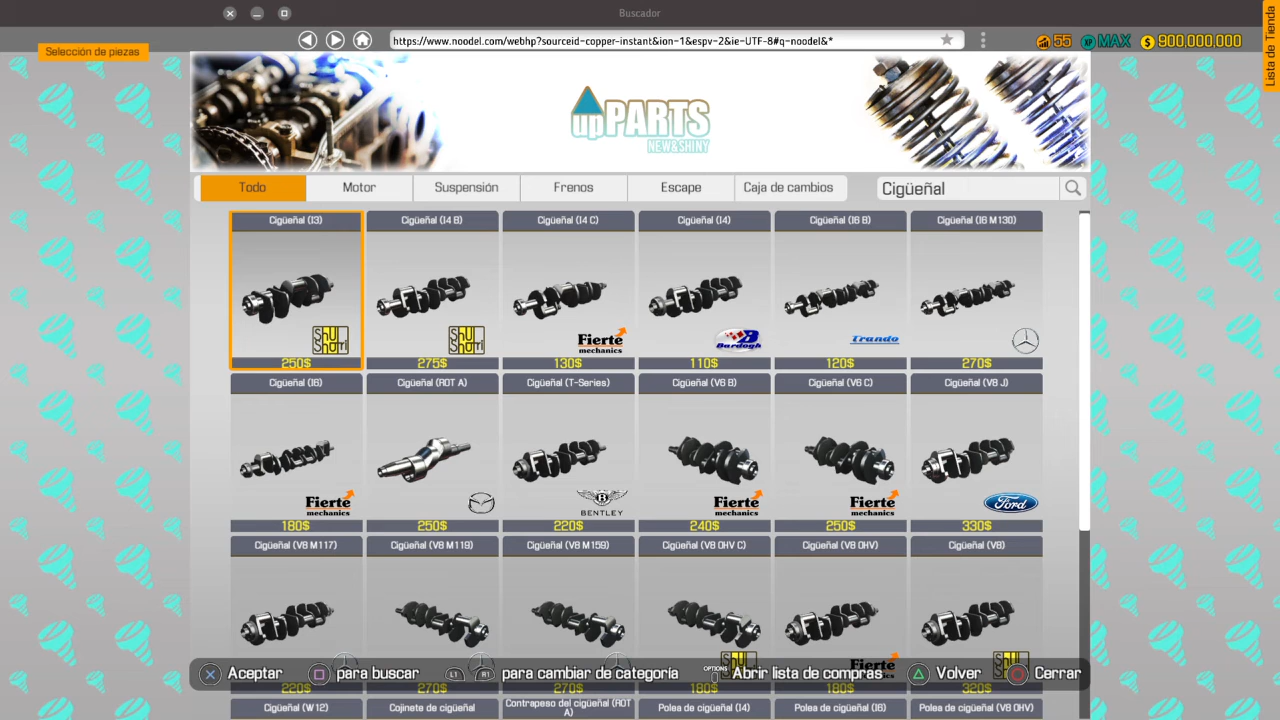 Buscador
https://www.noodel.com/webhp?sourceid-copper-instant&ion-1&espv-2&ie-UTF-8#q-noodel&*
Selección de piezas
55
XP MAX
$ 900,000,000
Lista de Tienda
upPARTS
NEW&SHINY
Todo
Motor
Suspensión
Frenos
Escape
Caja de cambios
Cigüeñal
Cigüeñal (I3)
Cigüeñal (I4 B)
Cigüeñal (I4 C)
Cigüeñal (I4)
Cigüeñal (I6 B)
Cigüeñal (I6 M130)
Fierte
mechanics
Bardogh
Trando
250$
275$
130$
110$
120$
270$
Cigüeñal (I6)
Cigüeñal (ROT A)
Cigüeñal (T-Series)
Cigüeñal (V6 B)
Cigüeñal (V6 C)
Cigüeñal (V8 J)
Fierte
mechanics
B
BENTLEY
Fierte
mechanics
Fierte
mechanics
Ford
180$
250$
220$
240$
250$
330$
Cigüeñal (V8 M117)
Cigüeñal (V8 M119)
Cigüeñal (V8 M159)
Cigüeñal (V8 OHV C)
Cigüeñal (V8 OHV)
Cigüeñal (V8)
Fierte
Aceptar
para buscar
L1
R1
para cambiar de categoría
OPTIONS
Abrir lista de compras
Volver
Cerrar
220$
270$
270$
180$
180$
320$
Cigüeñal (W12)
Cojinete de cigüeñal
Contrapeso del cigüeñal (ROT
A)
Polea de cigüeñal (I4)
Polea de cigüeñal (I6)
Polea de cigüeñal (V8 OHV)